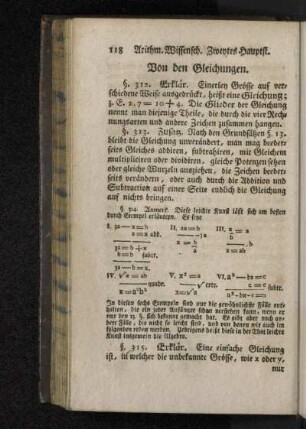 118 Arithm. Wissensch. Zweytes Hauptst.
Von den Gleichungen.
§. 312. Erklär. Einerley Grösse auf ver-
schiedene Weise ausgedrückt, heißt eine Gleichung;
z. E. 2.7 = 10 + 4. Die Glieder der Gleichung
nennt man diejenige Theile, die durch die vier Rech-
nungsarten und andere Zeichen zusammen hangen.
§. 313. Zusatz. Nach den Grundsätzen §. 13.
bleibt die Gleichung unverändert, man mag beeder-
seits Gleiches addiren, subtrahiren, mit Gleichem
multipliciren oder dividiren, gleiche Potenzen setzen
oder gleiche Wurzeln ausziehen, die Zeichen beeder-
seits verändern, oder auch durch die Addition und
Subtraction auf einer Seite endlich die Gleichung
auf nichts bringen.
§. 314. Anmerk. Diese leichte Kunst läßt sich am besten
durch Exempel erläutern. Es seye
In diesen sechs Exempeln sind nur die gewöhnlichste Fälle ent-
halten, die ein jeder Anfänger schon verstehen kann, wenn er
nur den 13. §. sich bekannt gemacht hat. Es gibt aber noch an-
dere Fälle, die nicht so leicht sind, und von denen wir auch im
folgenden reden werden. Uebrigens heißt diese in der That leichte
Kunst insgemein die Algebra.
§. 315. Erklär. Eine einfache Gleichung
ist, in welcher die unbekannte Grösse, wie x oder y,
nur